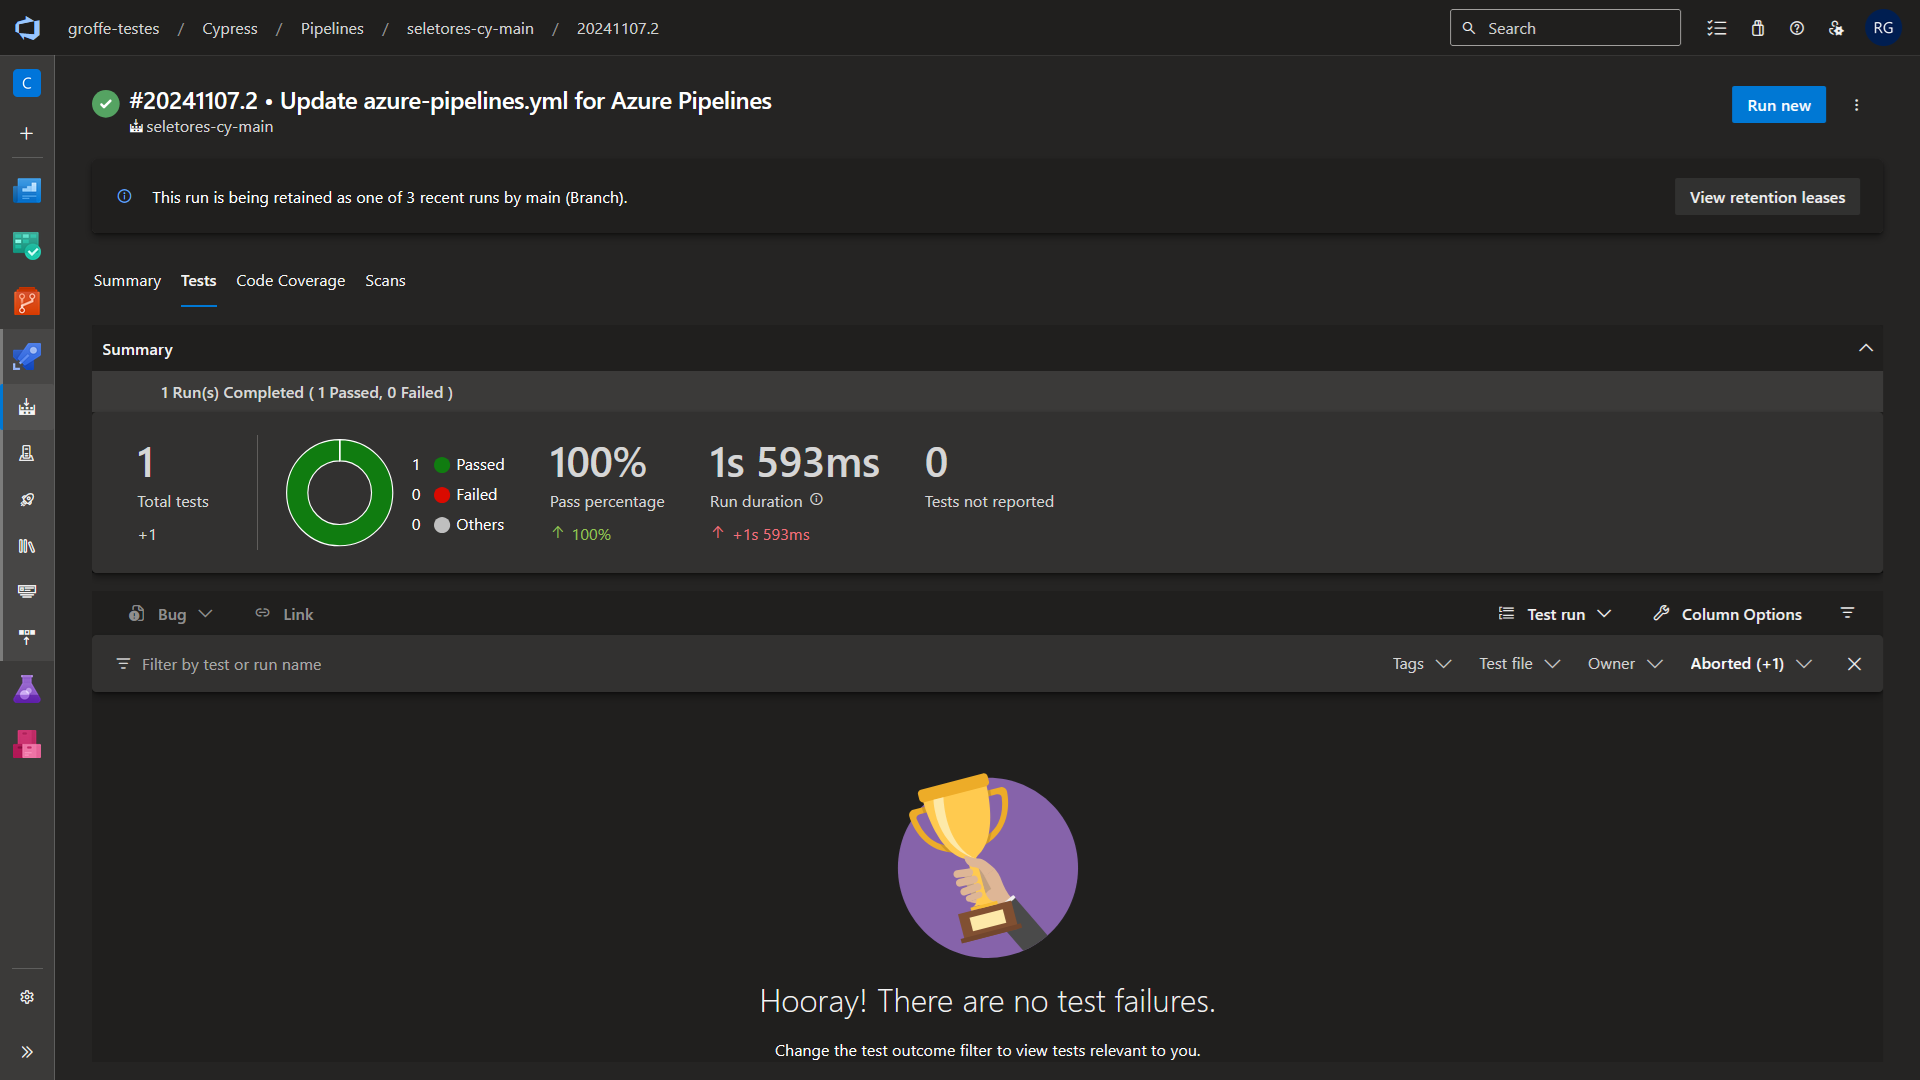 groffe-testes / Cypress / Pipelines / seletores-cy-main / 20241107.2
Search
RG
C
#20241107.2 • Update azure-pipelines.yml for Azure Pipelines
seletores-cy-main
Run new
This run is being retained as one of 3 recent runs by main (Branch).
View retention leases
Summary Tests Code Coverage Scans
Summary
1 Run(s) Completed ( 1 Passed, 0 Failed )
1
Total tests
+1
1 Passed
0 Failed
0 Others
100%
Pass percentage
100%
1s 593ms
Run duration
+1s 593ms
0
Tests not reported
Bug Link Test run Column Options
Filter by test or run name Tags Test file Owner Aborted (+1)
Hooray! There are no test failures.
Change the test outcome filter to view tests relevant to you.